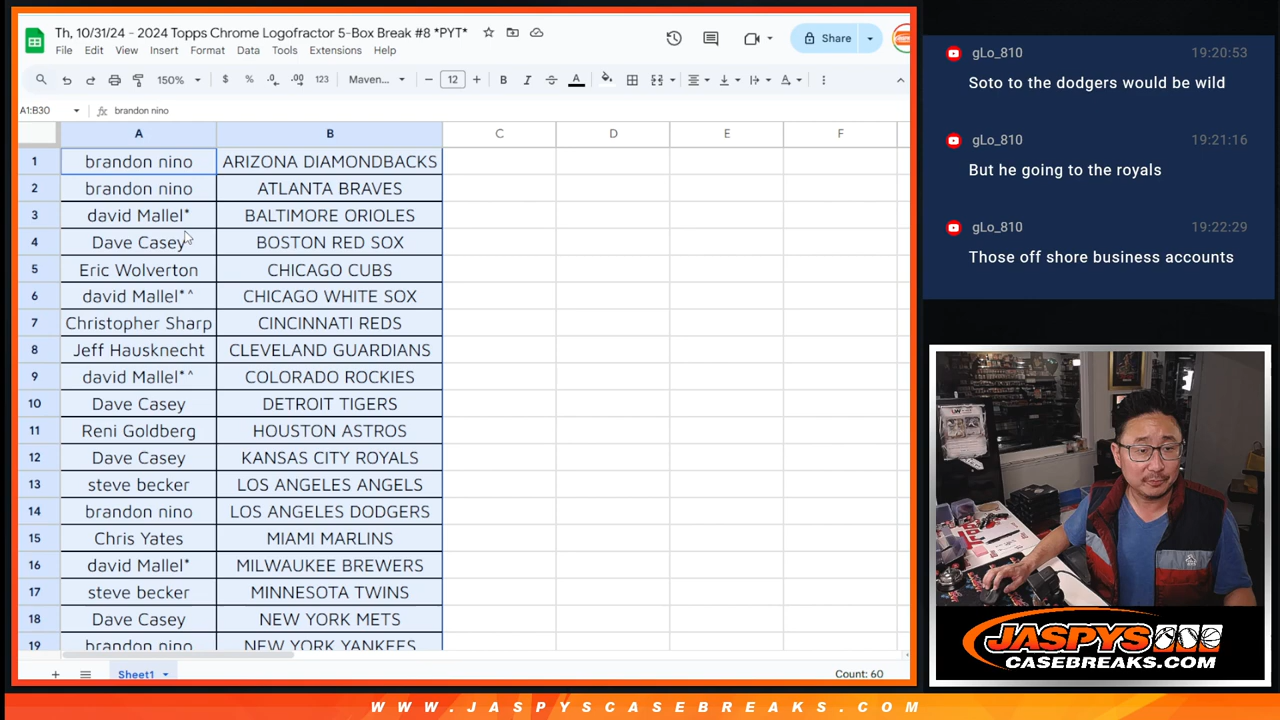 Th, 10/31/24 - 2024 Topps Chrome Logofractor 5-Box Break #8 *PYT*
File Edit View Insert Format Data Tools Extensions Help
Share
150% $ % .0 .00 123 Maven... 12 B I A
A1:B30 fx brandon nino
A B C D E F
1 brandon nino ARIZONA DIAMONDBACKS
2 brandon nino ATLANTA BRAVES
3 david Mallel* BALTIMORE ORIOLES
4 Dave Casey BOSTON RED SOX
5 Eric Wolverton CHICAGO CUBS
6 david Mallel*^ CHICAGO WHITE SOX
7 Christopher Sharp CINCINNATI REDS
8 Jeff Hausknecht CLEVELAND GUARDIANS
9 david Mallel*^ COLORADO ROCKIES
10 Dave Casey DETROIT TIGERS
11 Reni Goldberg HOUSTON ASTROS
12 Dave Casey KANSAS CITY ROYALS
13 steve becker LOS ANGELES ANGELS
14 brandon nino LOS ANGELES DODGERS
15 Chris Yates MIAMI MARLINS
16 david Mallel* MILWAUKEE BREWERS
17 steve becker MINNESOTA TWINS
18 Dave Casey NEW YORK METS
19 brandon nino NEW YORK YANKEES
Sheet1 Count: 60
gLo_810 19:20:53
Soto to the dodgers would be wild
gLo_810 19:21:16
But he going to the royals
gLo_810 19:22:29
Those off shore business accounts
JASPYS
CASEBREAKS.COM
WWW.JASPYSCASEBREAKS.COM